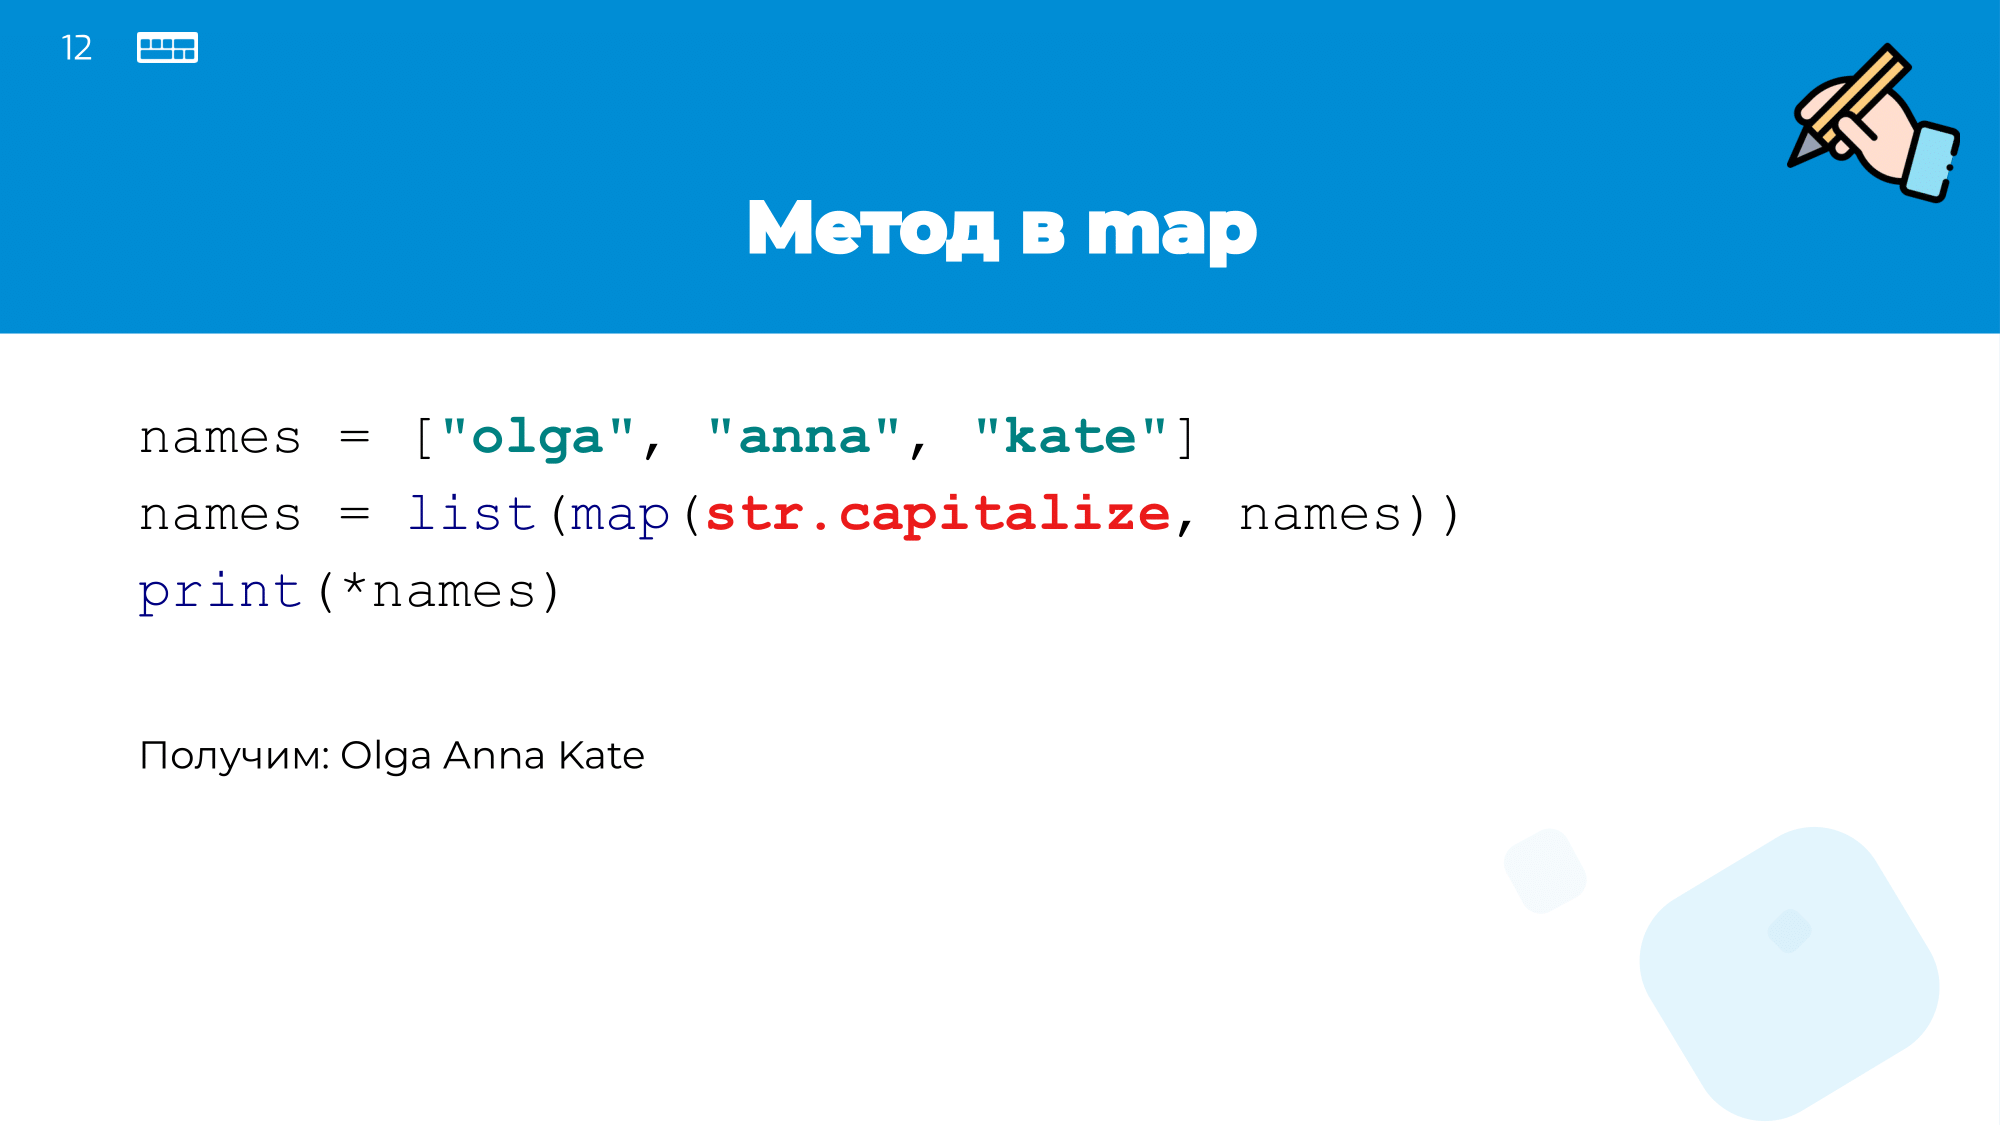 12
Метод в map
names = ["olga", "anna", "kate"]
names = list(map(str.capitalize, names))
print(*names)
Получим: Olga Anna Kate